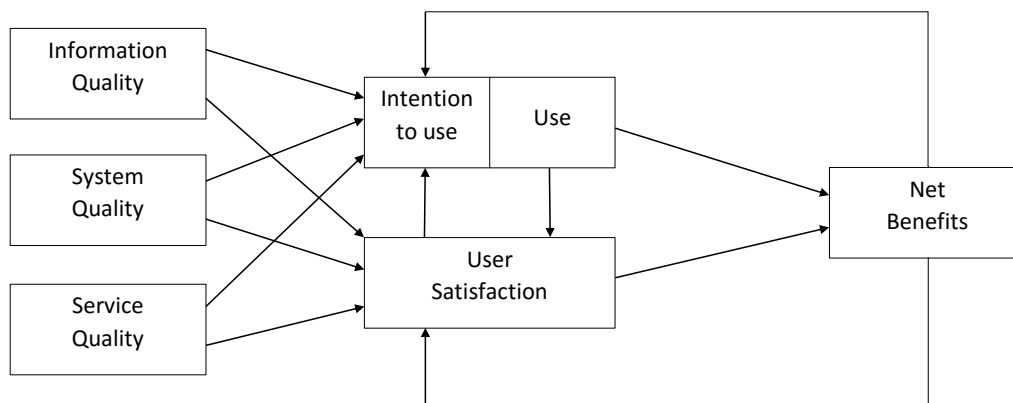 Information
Quality
System
Quality
Service
Quality
Intention
to use
Use
User
Satisfaction
Net
Benefits